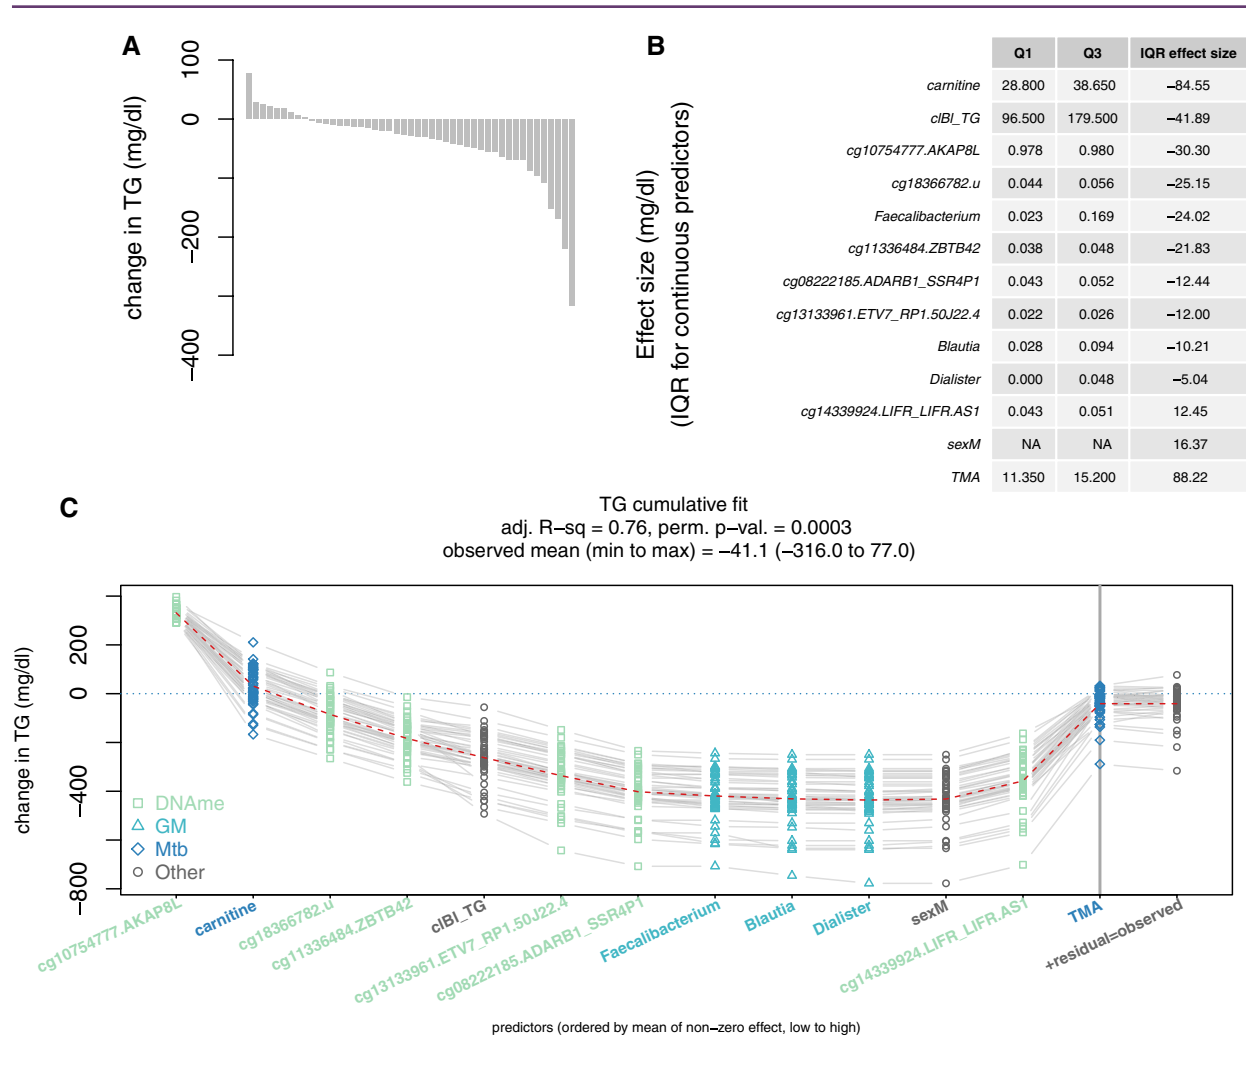 A
change in TG (mg/dl)
100
0
−200
−400
B
Effect size (mg/dl)
(IQR for continuous predictors)
Q1 Q3 IQR effect size
carnitine 28.800 38.650 −84.55
clBl_TG 96.500 179.500 −41.89
cg10754777.AKAP8L 0.978 0.980 −30.30
cg18366782.u 0.044 0.056 −25.15
Faecalibacterium 0.023 0.169 −24.02
cg11336484.ZBTB42 0.038 0.048 −21.83
cg08222185.ADARB1_SSR4P1 0.043 0.052 −12.44
cg13133961.ETV7_RP1.50J22.4 0.022 0.026 −12.00
Blautia 0.028 0.094 −10.21
Dialister 0.000 0.048 −5.04
cg14339924.LIFR_LIFR.AS1 0.043 0.051 12.45
sexM NA NA 16.37
TMA 11.350 15.200 88.22
C
TG cumulative fit
adj. R−sq = 0.76, perm. p−val. = 0.0003
observed mean (min to max) = −41.1 (−316.0 to 77.0)
change in TG (mg/dl)
200
0
−400
−800
DNAme
GM
Mtb
Other
cg10754777.AKAP8L
carnitine
cg18366782.u
cg11336484.ZBTB42
clBl_TG
cg13133961.ETV7_RP1.50J22.4
cg08222185.ADARB1_SSR4P1
Faecalibacterium
Blautia
Dialister
sexM
cg14339924.LIFR_LIFR.AS1
TMA
+residual=observed
predictors (ordered by mean of non−zero effect, low to high)